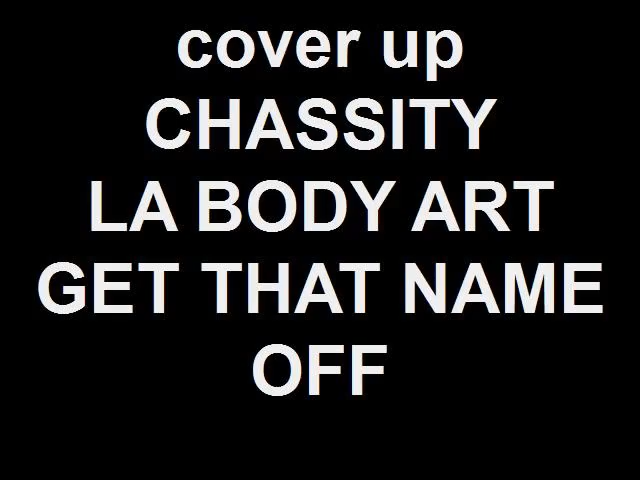 cover up
CHASSITY
LA BODY ART
GET THAT NAME
OFF